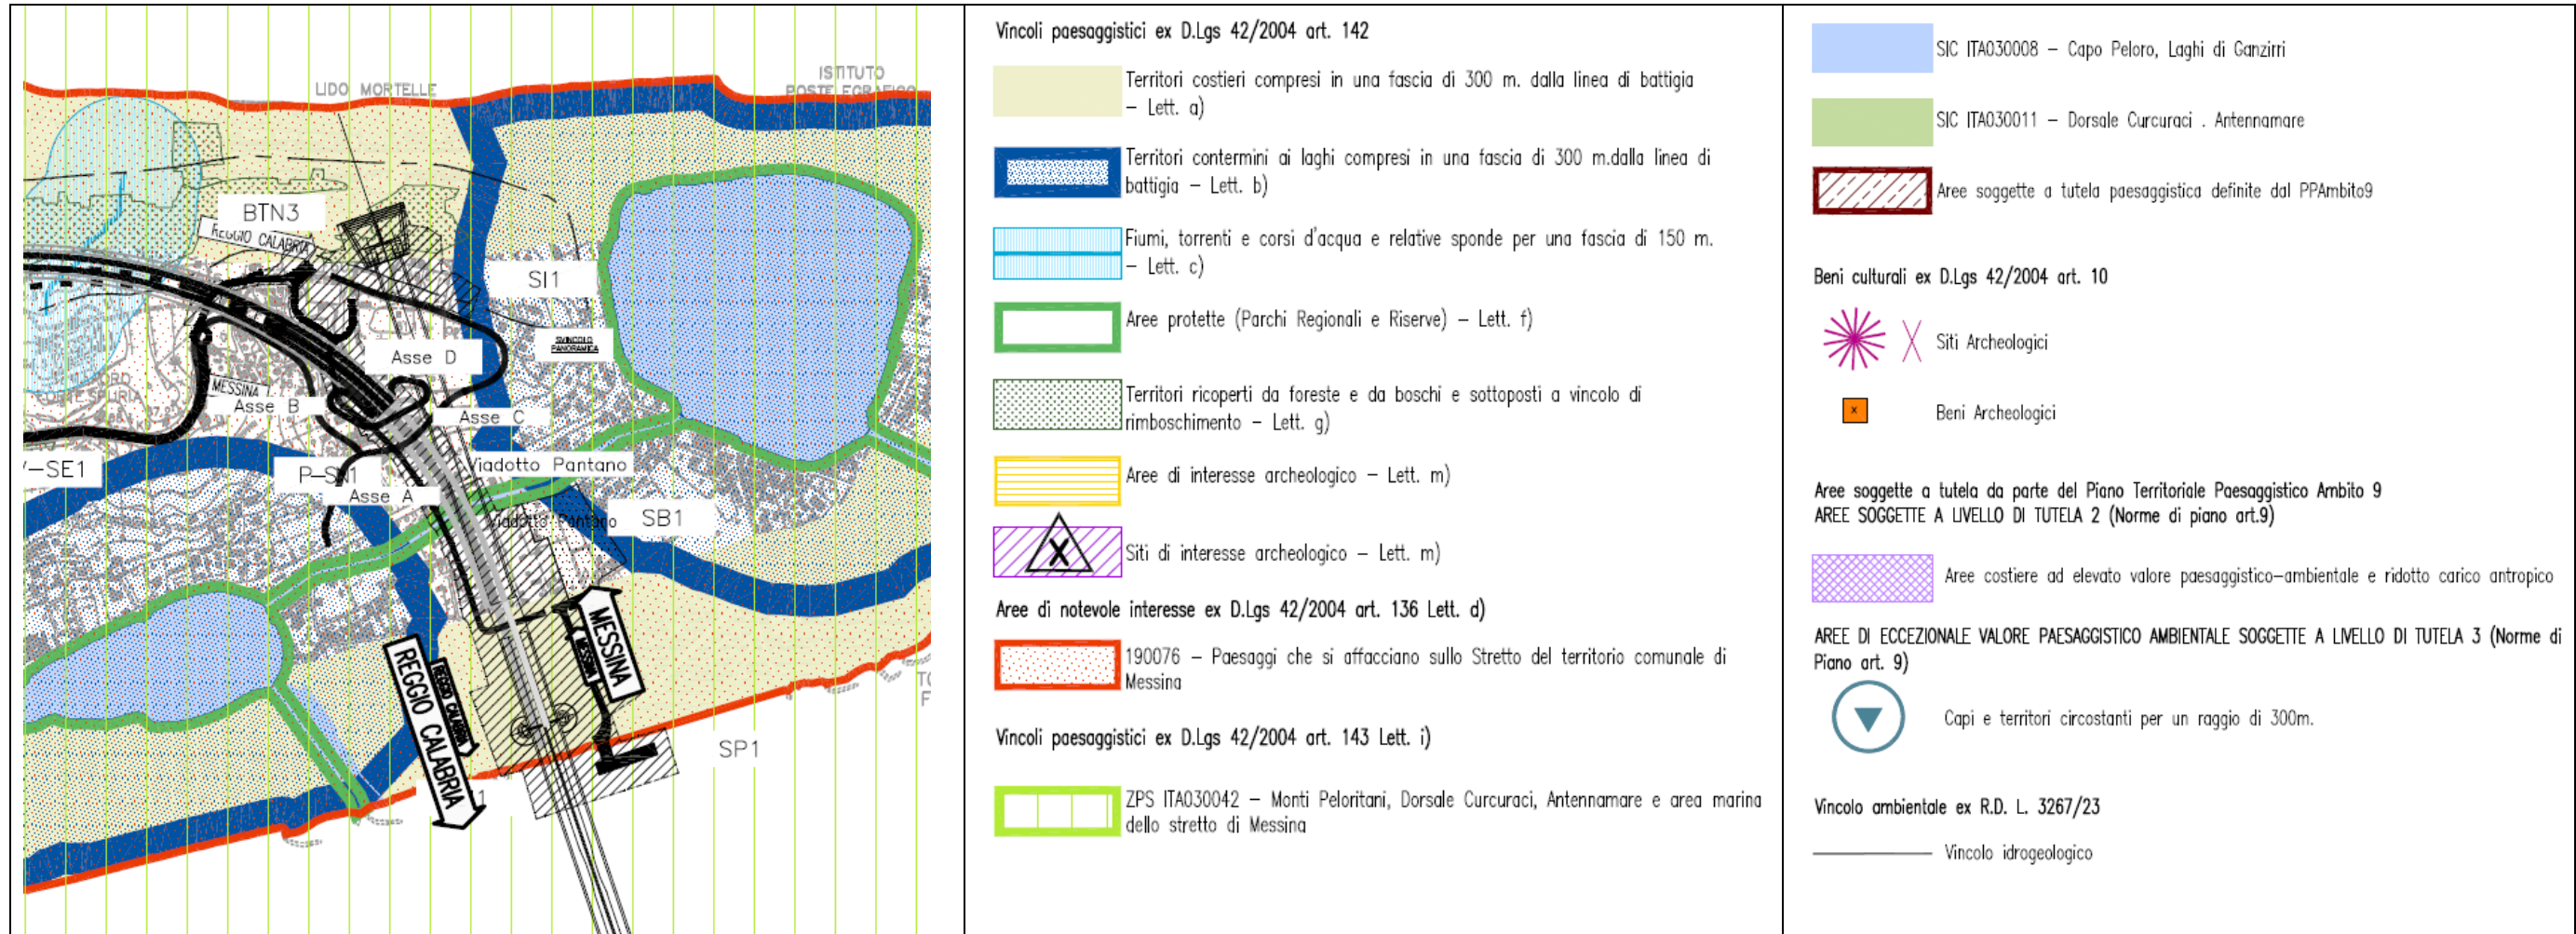 LIDO MORTELLE
ISTITUTO
POSTE EGRAFICO
BTN3
REGGIO CALABRIA
SI1
SVINCOLO
PANORAMICA
Asse D
MESSINA
Asse B
Asse C
-SE1
P-SN1
Viadotto Pantano
Asse A
Viadotto Pantano
SB1
MESSINA
MESSINA
REGGIO CALABRIA
REGGIO CALABRIA
SP1
Vincoli paesaggistici ex D.Lgs 42/2004 art. 142
Territori costieri compresi in una fascia di 300 m. dalla linea di battigia
– Lett. a)
Territori contermini ai laghi compresi in una fascia di 300 m.dalla linea di
battigia – Lett. b)
Fiumi, torrenti e corsi d'acqua e relative sponde per una fascia di 150 m.
– Lett. c)
Aree protette (Parchi Regionali e Riserve) – Lett. f)
Territori ricoperti da foreste e da boschi e sottoposti a vincolo di
rimboschimento – Lett. g)
Aree di interesse archeologico – Lett. m)
X
Siti di interesse archeologico – Lett. m)
Aree di notevole interesse ex D.Lgs 42/2004 art. 136 Lett. d)
190076 – Paesaggi che si affacciano sullo Stretto del territorio comunale di
Messina
Vincoli paesaggistici ex D.Lgs 42/2004 art. 143 Lett. i)
ZPS ITA030042 – Monti Peloritani, Dorsale Curcuraci, Antennamare e area marina
dello stretto di Messina
SIC ITA030008 – Capo Peloro, Laghi di Ganzirri
SIC ITA030011 – Dorsale Curcuraci . Antennamare
Aree soggette a tutela paesaggistica definite dal PPAmbito9
Beni culturali ex D.Lgs 42/2004 art. 10
Siti Archeologici
x
Beni Archeologici
Aree soggette a tutela da parte del Piano Territoriale Paesaggistico Ambito 9
AREE SOGGETTE A LIVELLO DI TUTELA 2 (Norme di piano art.9)
Aree costiere ad elevato valore paesaggistico-ambientale e ridotto carico antropico
AREE DI ECCEZIONALE VALORE PAESAGGISTICO AMBIENTALE SOGGETTE A LIVELLO DI TUTELA 3 (Norme di
Piano art. 9)
Capi e territori circostanti per un raggio di 300m.
Vincolo ambientale ex R.D. L. 3267/23
Vincolo idrogeologico